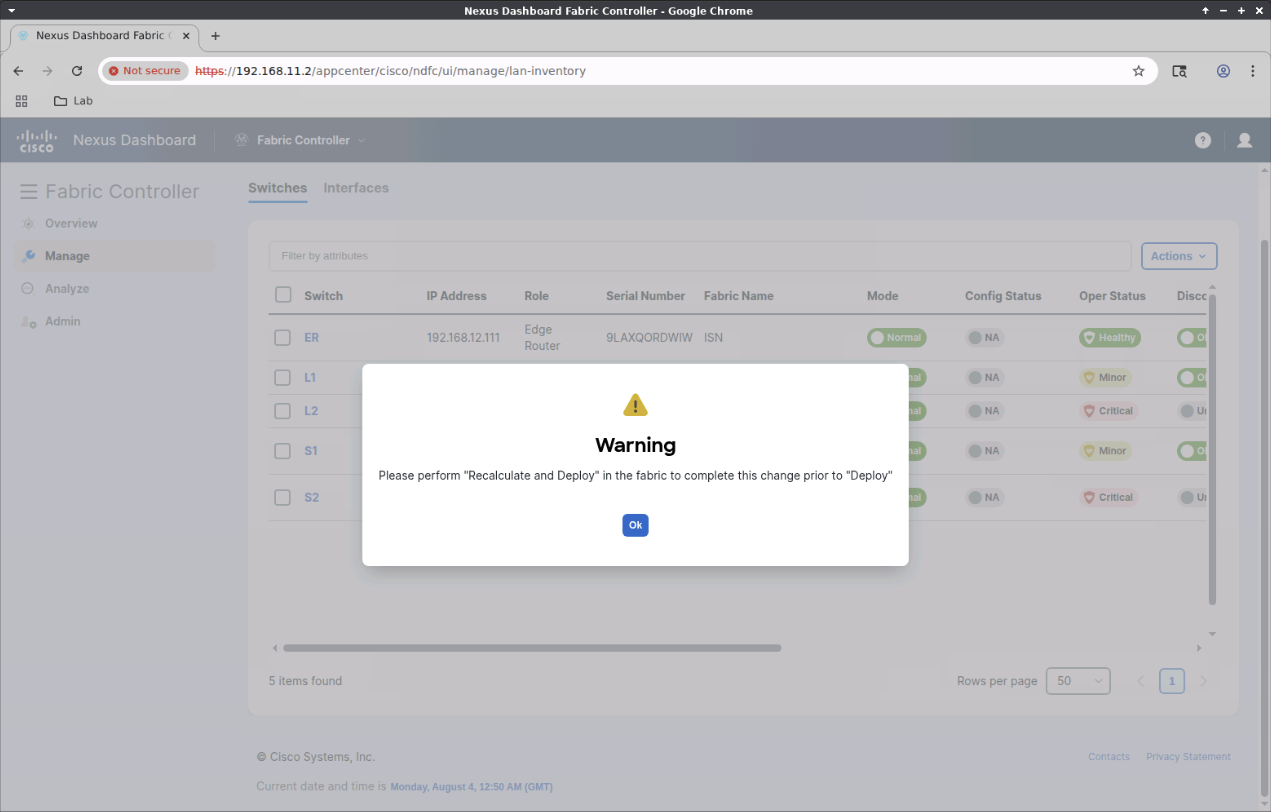 Nexus Dashboard Fabric Controller - Google Chrome
Nexus Dashboard Fabric
Not secure https://192.168.11.2/appcenter/cisco/ndfc/ui/manage/lan-inventory
Lab
CISCO Nexus Dashboard Fabric Controller ?
Fabric Controller
Overview
Manage
Analyze
Admin
Switches Interfaces
Filter by attributes Actions
Switch IP Address Role Serial Number Fabric Name Mode Config Status Oper Status Disco
ER 192.168.12.111 Edge Router 9LAXQORDWIW ISN Normal NA Healthy
L1 NA Minor
L2 NA Critical
S1 NA Minor
S2 NA Critical
Warning
Please perform "Recalculate and Deploy" in the fabric to complete this change prior to "Deploy"
Ok
5 items found Rows per page 50 1
© Cisco Systems, Inc. Contacts Privacy Statement
Current date and time is Monday, August 4, 12:50 AM (GMT)